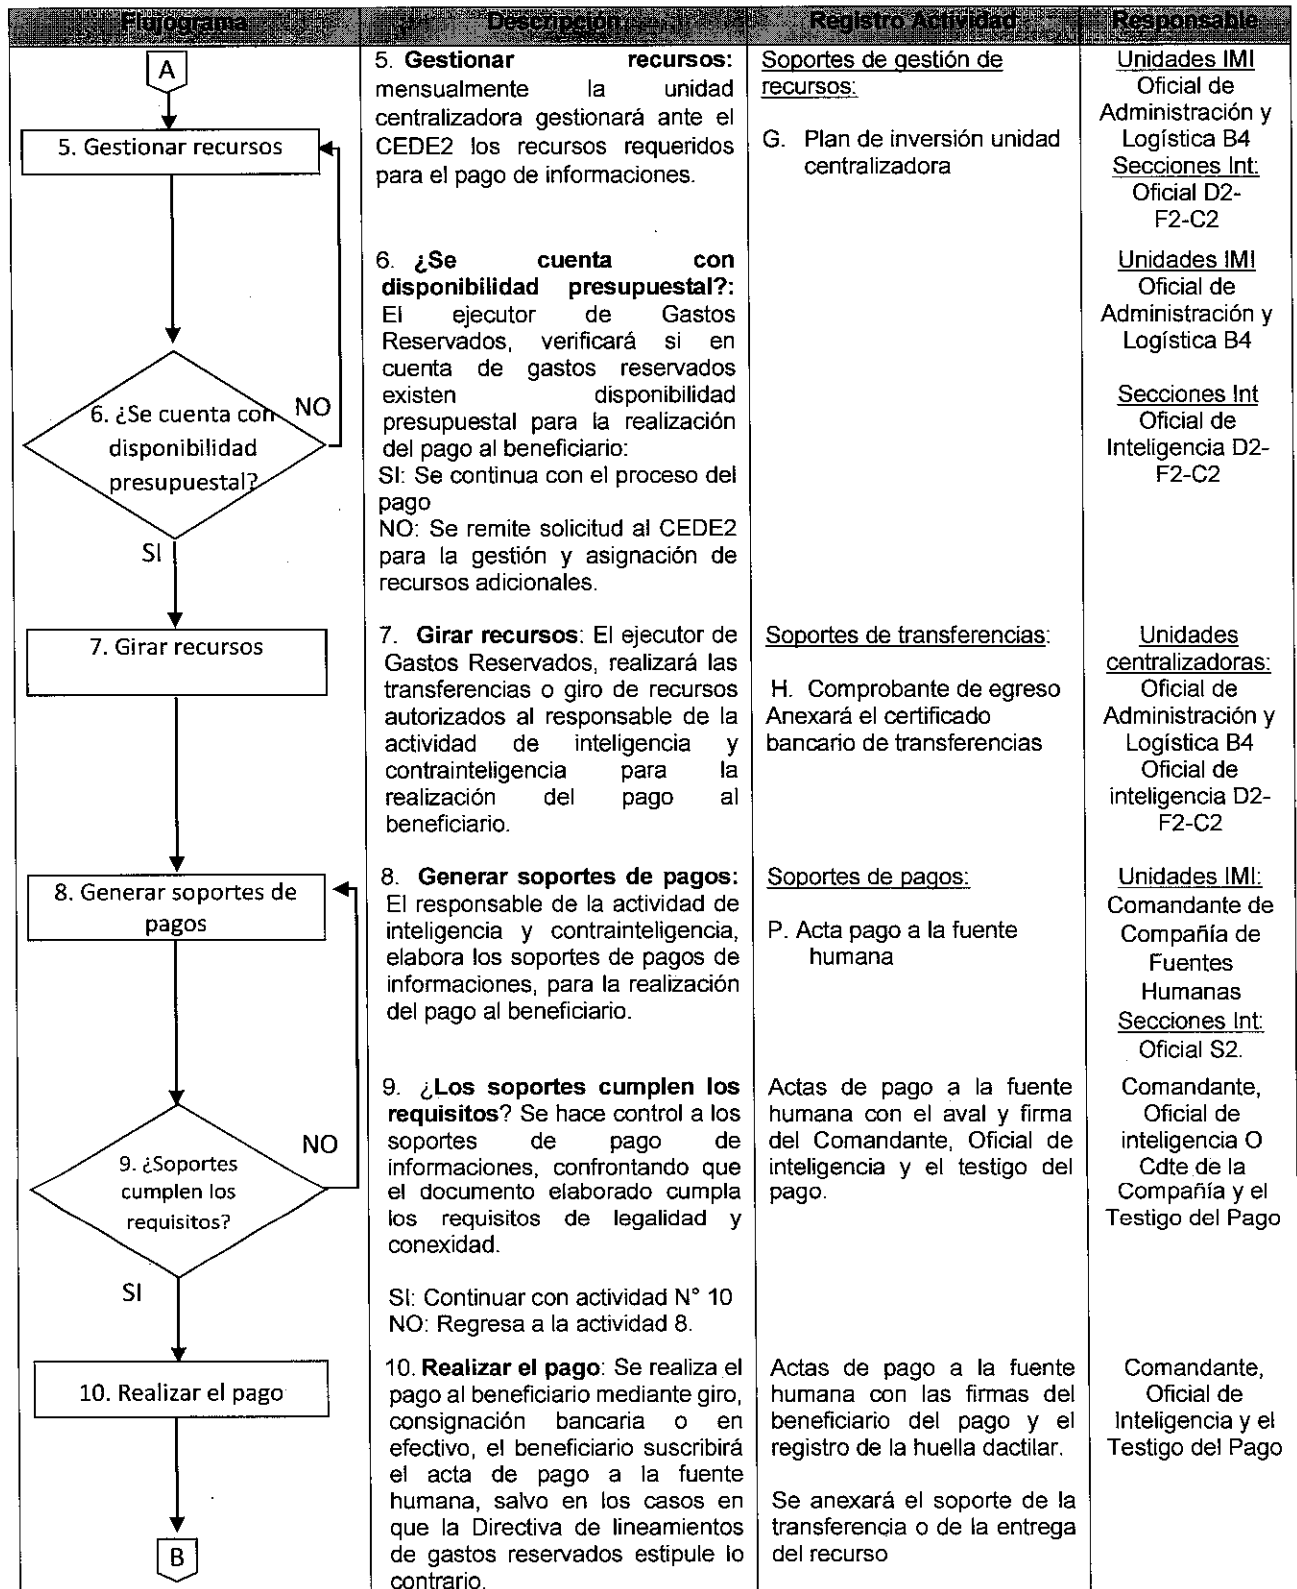 Flujograma
Descripción
Registro Actividad
Responsable
A
5. Gestionar recursos
6. ¿Se cuenta con
disponibilidad
presupuestal?
NO
SI
7. Girar recursos
8. Generar soportes de
pagos
9. ¿Soportes
cumplen los
requisitos?
NO
SI
10. Realizar el pago
B
5. Gestionar recursos:
mensualmente la unidad
centralizadora gestionará ante el
CEDE2 los recursos requeridos
para el pago de informaciones.
Soportes de gestión de
recursos:
G. Plan de inversión unidad
centralizadora
Unidades IMI
Oficial de
Administración y
Logística B4
Secciones Int:
Oficial D2-
F2-C2
6. ¿Se cuenta con
disponibilidad presupuestal?:
El ejecutor de Gastos
Reservados, verificará si en
cuenta de gastos reservados
existen disponibilidad
presupuestal para la realización
del pago al beneficiario:
SI: Se continua con el proceso del
pago
NO: Se remite solicitud al CEDE2
para la gestión y asignación de
recursos adicionales.
Unidades IMI
Oficial de
Administración y
Logística B4
Secciones Int
Oficial de
Inteligencia D2-
F2-C2
7. Girar recursos: El ejecutor de
Gastos Reservados, realizará las
transferencias o giro de recursos
autorizados al responsable de la
actividad de inteligencia y
contrainteligencia para la
realización del pago al
beneficiario.
Soportes de transferencias:
H. Comprobante de egreso
Anexará el certificado
bancario de transferencias
Unidades
centralizadoras:
Oficial de
Administración y
Logística B4
Oficial de
inteligencia D2-
F2-C2
8. Generar soportes de pagos:
El responsable de la actividad de
inteligencia y contrainteligencia,
elabora los soportes de pagos de
informaciones, para la realización
del pago al beneficiario.
Soportes de pagos:
P. Acta pago a la fuente
humana
Unidades IMI:
Comandante de
Compañía de
Fuentes
Humanas
Secciones Int:
Oficial S2.
9. ¿Los soportes cumplen los
requisitos? Se hace control a los
soportes de pago de
informaciones, confrontando que
el documento elaborado cumpla
los requisitos de legalidad y
conexidad.
SI: Continuar con actividad N° 10
NO: Regresa a la actividad 8.
Actas de pago a la fuente
humana con el aval y firma
del Comandante, Oficial de
inteligencia y el testigo del
pago.
Comandante,
Oficial de
inteligencia O
Cdte de la
Compañía y el
Testigo del Pago
10. Realizar el pago: Se realiza el
pago al beneficiario mediante giro,
consignación bancaria o en
efectivo, el beneficiario suscribirá
el acta de pago a la fuente
humana, salvo en los casos en
que la Directiva de lineamientos
de gastos reservados estipule lo
contrario.
Actas de pago a la fuente
humana con las firmas del
beneficiario del pago y el
registro de la huella dactilar.
Se anexará el soporte de la
transferencia o de la entrega
del recurso
Comandante,
Oficial de
Inteligencia y el
Testigo del Pago